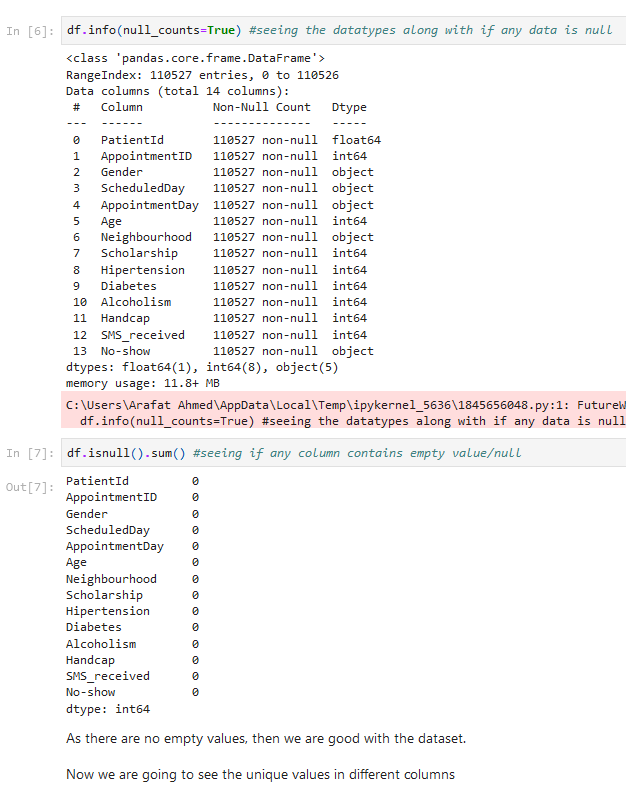 In [6]: df.info(null_counts=True) #seeing the datatypes along with if any data is null
<class 'pandas.core.frame.DataFrame'>
RangeIndex: 110527 entries, 0 to 110526
Data columns (total 14 columns):
 #   Column          Non-Null Count   Dtype
---  ------          --------------   -----
 0   PatientId       110527 non-null  float64
 1   AppointmentID   110527 non-null  int64
 2   Gender          110527 non-null  object
 3   ScheduledDay    110527 non-null  object
 4   AppointmentDay  110527 non-null  object
 5   Age             110527 non-null  int64
 6   Neighbourhood   110527 non-null  object
 7   Scholarship     110527 non-null  int64
 8   Hipertension    110527 non-null  int64
 9   Diabetes        110527 non-null  int64
 10  Alcoholism      110527 non-null  int64
 11  Handcap         110527 non-null  int64
 12  SMS_received    110527 non-null  int64
 13  No-show         110527 non-null  object
dtypes: float64(1), int64(8), object(5)
memory usage: 11.8+ MB
C:\Users\Arafat Ahmed\AppData\Local\Temp\ipykernel_5636\1845656048.py:1: FutureW
  df.info(null_counts=True) #seeing the datatypes along with if any data is null
In [7]: df.isnull().sum() #seeing if any column contains empty value/null
Out[7]: PatientId         0
AppointmentID     0
Gender            0
ScheduledDay      0
AppointmentDay    0
Age               0
Neighbourhood     0
Scholarship       0
Hipertension      0
Diabetes          0
Alcoholism        0
Handcap           0
SMS_received      0
No-show           0
dtype: int64
As there are no empty values, then we are good with the dataset.
Now we are going to see the unique values in different columns